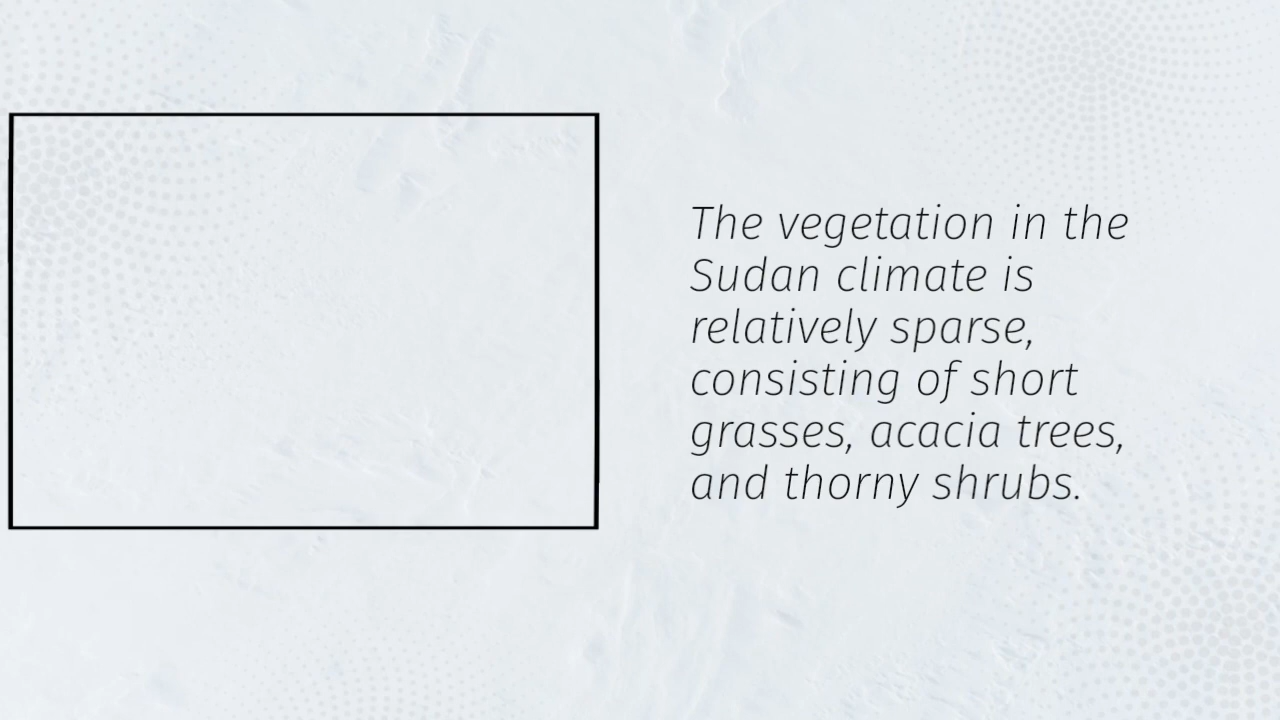 The vegetation in the
Sudan climate is
relatively sparse,
consisting of short
grasses, acacia trees,
and thorny shrubs.